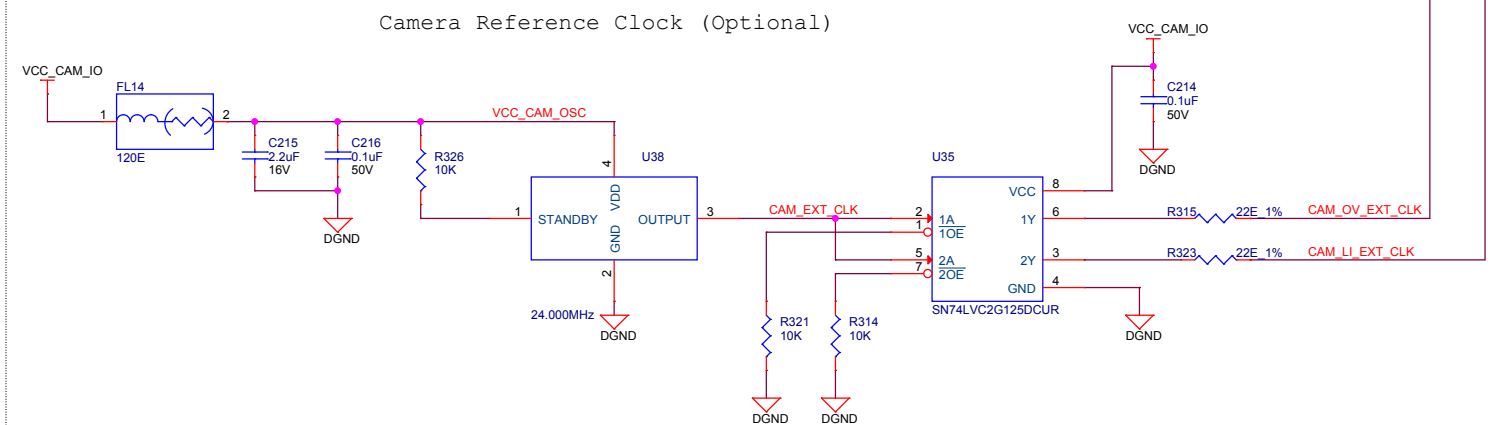 Camera Reference Clock (Optional)
VCC_CAM_IO
VCC_CAM_IO
FL14
1
2
120E
C215
2.2uF
16V
C216
0.1uF
50V
DGND
R326
10K
VCC_CAM_OSC
U38
4
1
STANDBY
VDD
GND
OUTPUT
3
2
24.000MHz
DGND
CAM_EXT_CLK
R321
10K
DGND
R314
10K
DGND
U35
2
1A
1
1OE
5
2A
7
2OE
VCC
8
1Y
6
2Y
3
GND
4
SN74LVC2G125DCUR
C214
0.1uF
50V
DGND
R315
22E_1%
CAM_OV_EXT_CLK
R323
22E_1%
CAM_LI_EXT_CLK
DGND